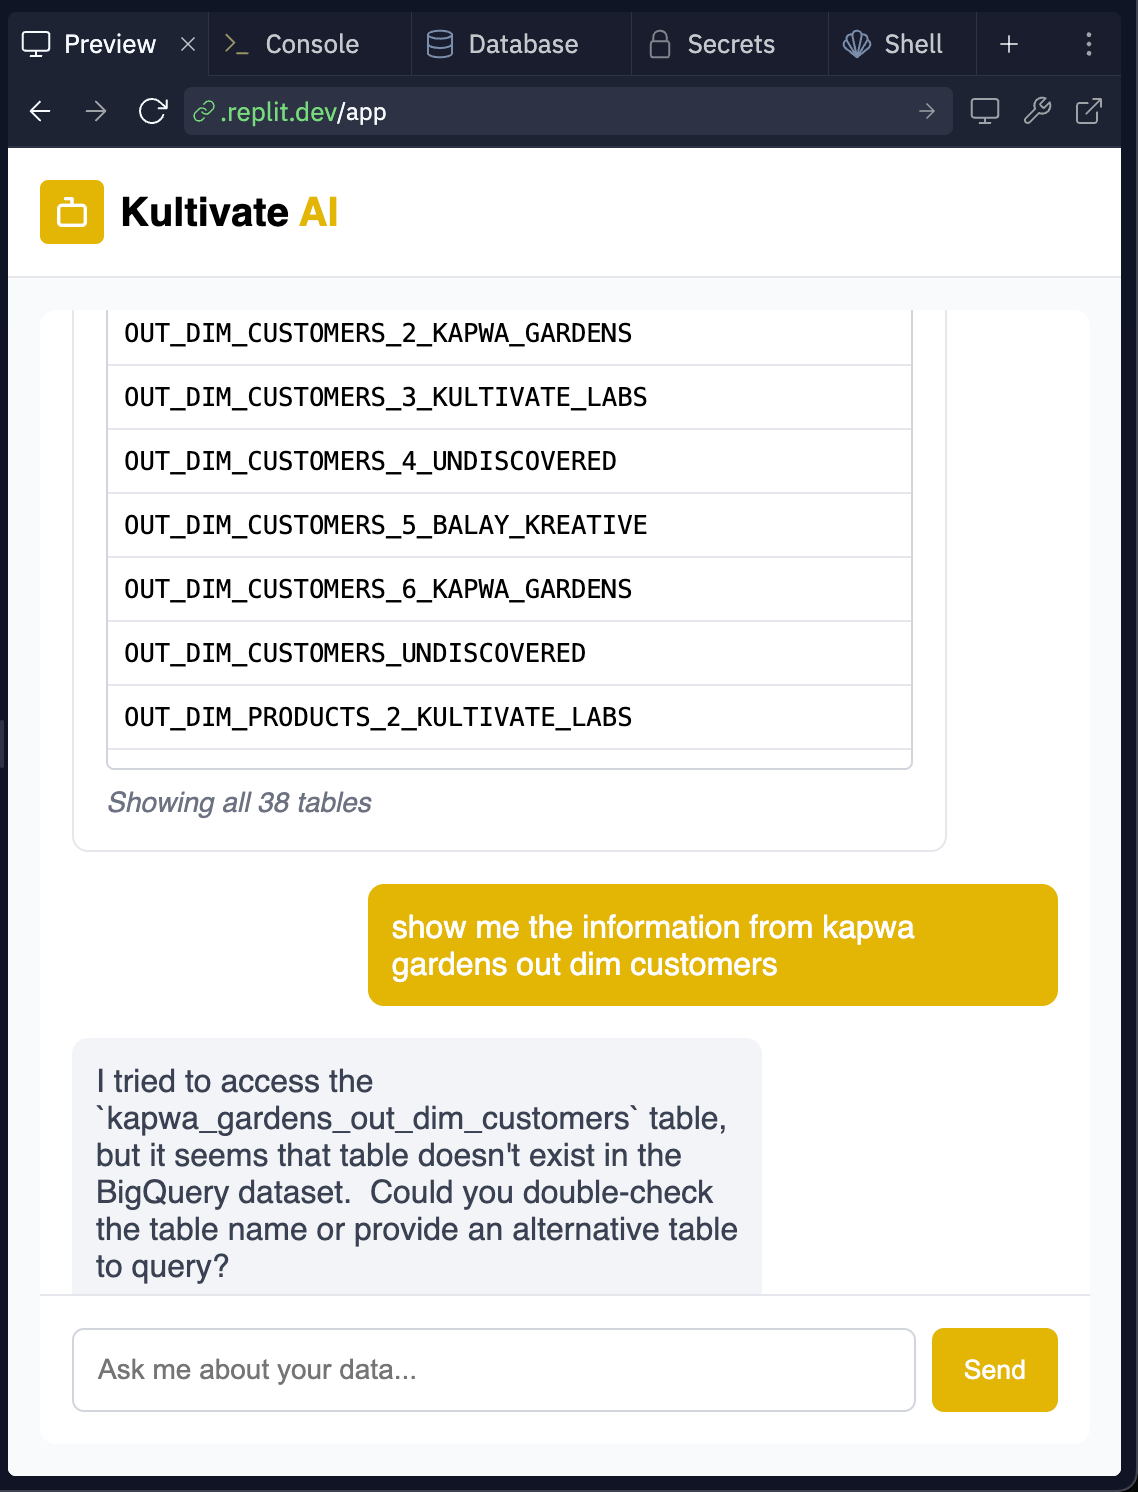 Preview
Console
Database
Secrets
Shell
.replit.dev/app
Kultivate AI
OUT_DIM_CUSTOMERS_2_KAPWA_GARDENS
OUT_DIM_CUSTOMERS_3_KULTIVATE_LABS
OUT_DIM_CUSTOMERS_4_UNDISCOVERED
OUT_DIM_CUSTOMERS_5_BALAY_KREATIVE
OUT_DIM_CUSTOMERS_6_KAPWA_GARDENS
OUT_DIM_CUSTOMERS_UNDISCOVERED
OUT_DIM_PRODUCTS_2_KULTIVATE_LABS
Showing all 38 tables
show me the information from kapwa
gardens out dim customers
I tried to access the
`kapwa_gardens_out_dim_customers` table,
but it seems that table doesn't exist in the
BigQuery dataset.  Could you double-check
the table name or provide an alternative table
to query?
Ask me about your data...
Send